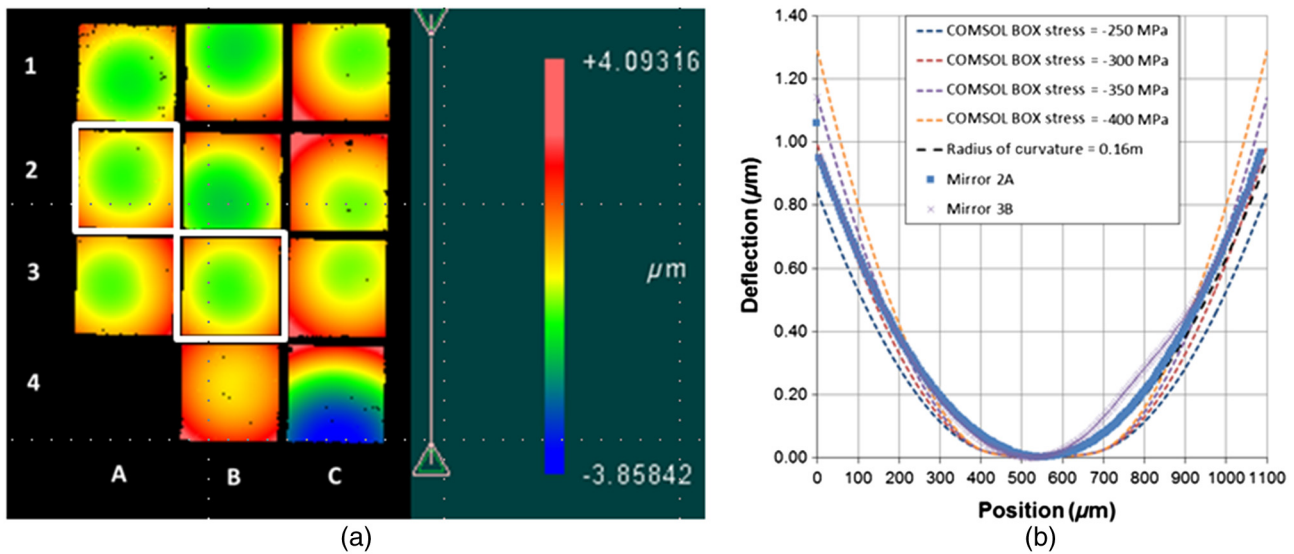 1
2
3
4
A
B
C
+4.09316
µm
-3.85842
(a)
1.40
1.20
1.00
0.80
0.60
0.40
0.20
0.00
Deflection (µm)
COMSOL BOX stress = -250 MPa
COMSOL BOX stress = -300 MPa
COMSOL BOX stress = -350 MPa
COMSOL BOX stress = -400 MPa
Radius of curvature = 0.16m
Mirror 2A
Mirror 3B
0 100 200 300 400 500 600 700 800 900 1000 1100
Position (µm)
(b)